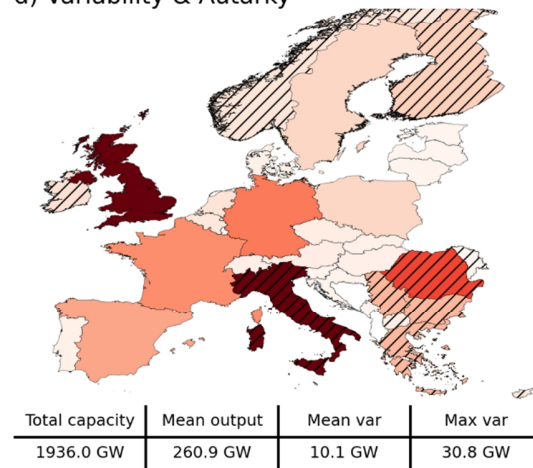 d) Variability & Autarky
Total capacity Mean output Mean var Max var
1936.0 GW 260.9 GW 10.1 GW 30.8 GW